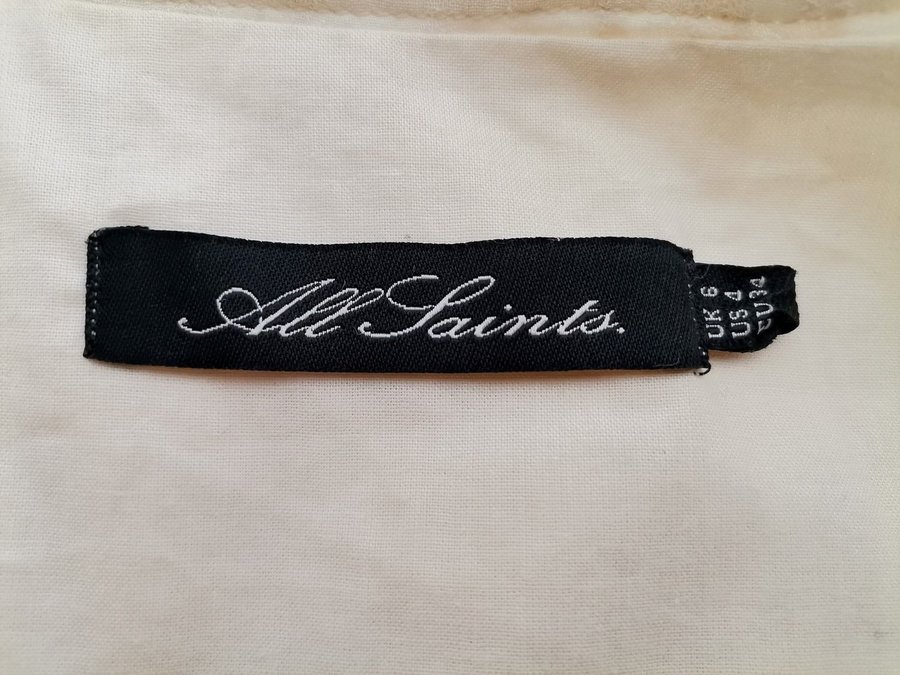 All Saints.
UK 6
US 4
EU 34